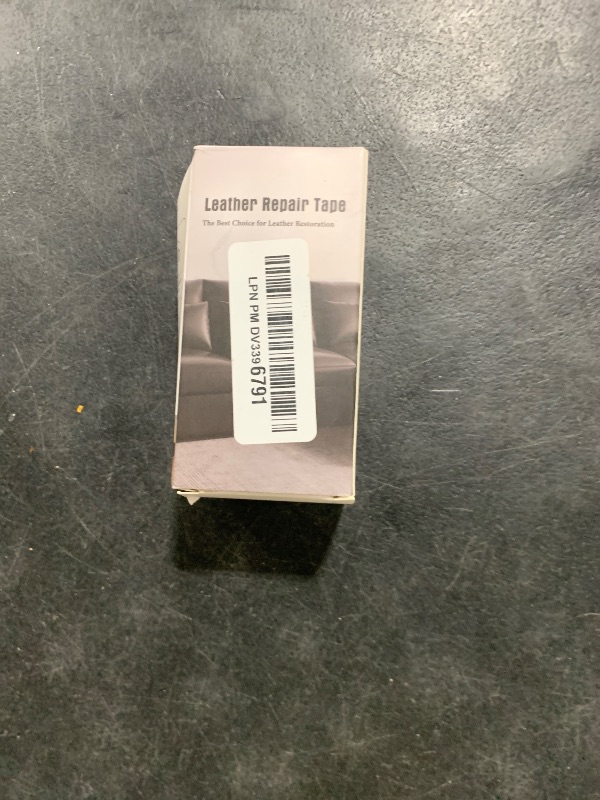 Leather Repair Tape
The Best Choice for Leather Restoration
LPN PM DV3396791